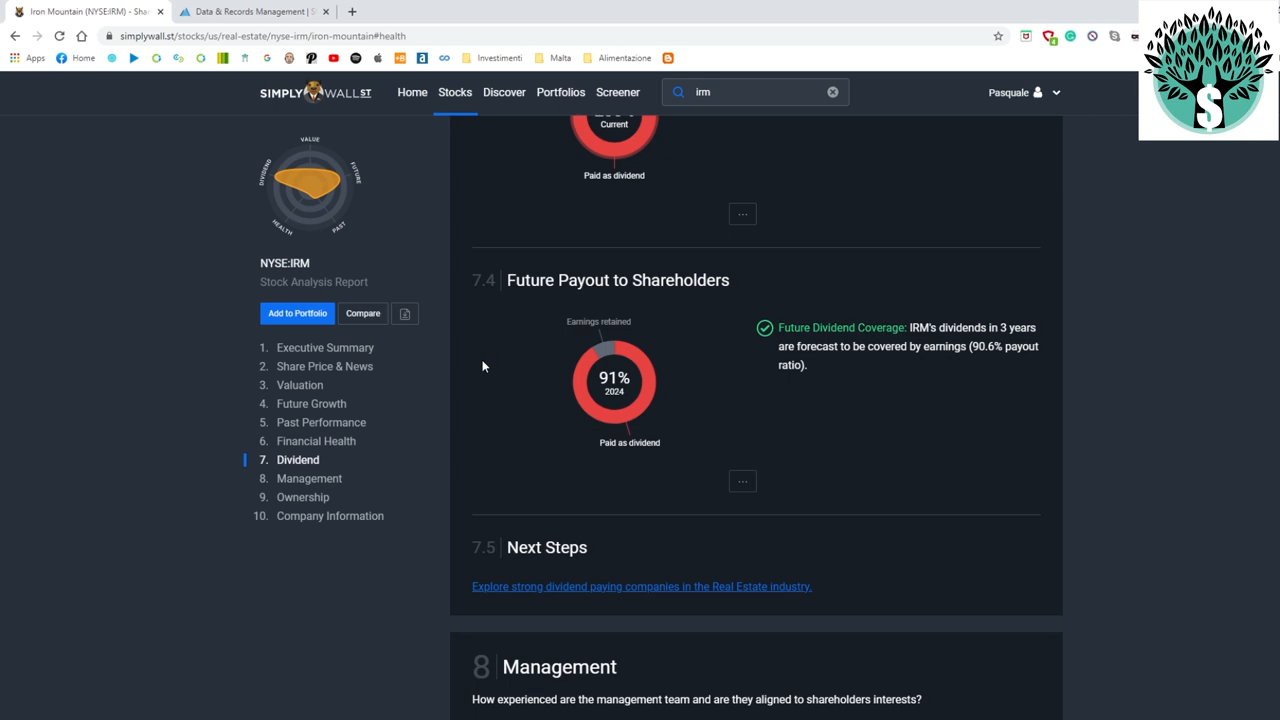 Iron Mountain (NYSE:IRM) - Sha
Data & Records Management | S
simplywall.st/stocks/us/real-estate/nyse-irm/iron-mountain#health
Apps
Home
Investimenti
Malta
Alimentazione
SIMPLY WALL ST
Home
Stocks
Discover
Portfolios
Screener
irm
Pasquale
$
VALUE
FUTURE
PAST
HEALTH
DIVIDEND
NYSE:IRM
Stock Analysis Report
Add to Portfolio
Compare
1. Executive Summary
2. Share Price & News
3. Valuation
4. Future Growth
5. Past Performance
6. Financial Health
7. Dividend
8. Management
9. Ownership
10. Company Information
Current
Paid as dividend
...
7.4 Future Payout to Shareholders
Earnings retained
91%
2024
Paid as dividend
Future Dividend Coverage: IRM's dividends in 3 years
are forecast to be covered by earnings (90.6% payout
ratio).
...
7.5 Next Steps
Explore strong dividend paying companies in the Real Estate industry.
8 Management
How experienced are the management team and are they aligned to shareholders interests?